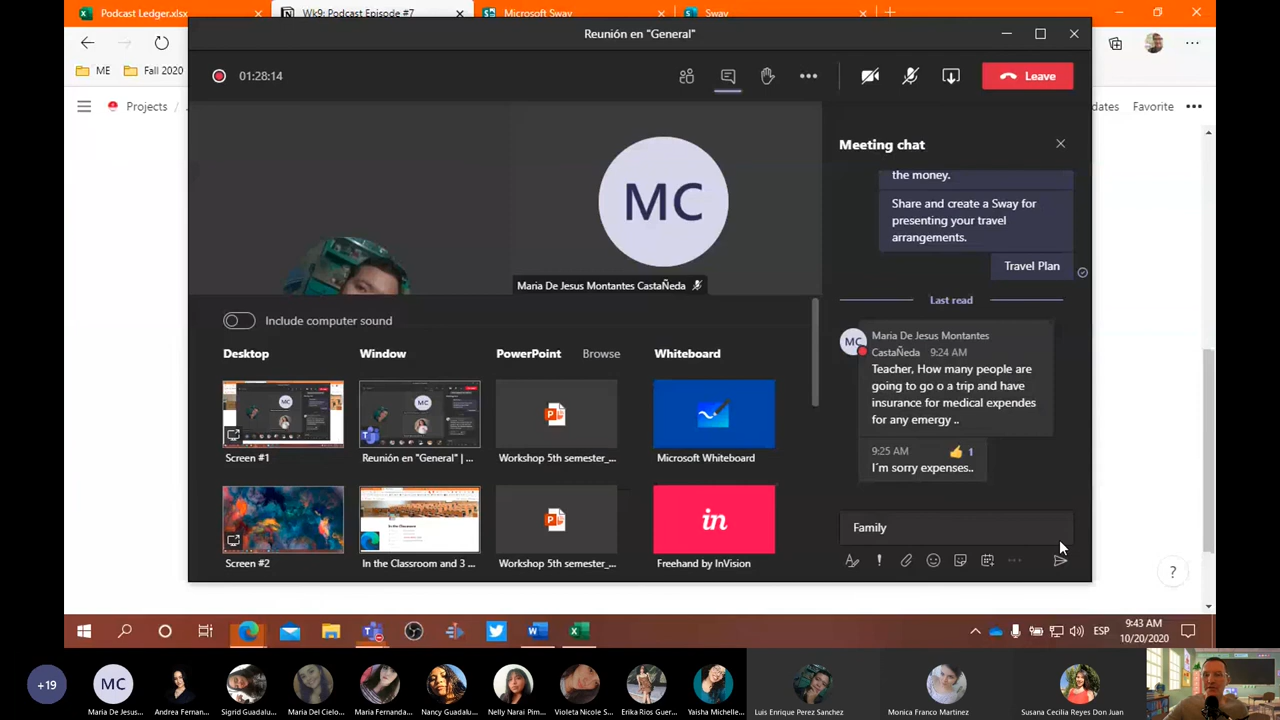 Podcast Ledger.xlsx
Wk9: Podcast Episode #7
Microsoft Sway
Sway
Reunión en "General"
ME
Fall 2020
01:28:14
Leave
Projects /
dates
Favorite
Meeting chat
the money.
Share and create a Sway for
presenting your travel
arrangements.
Travel Plan
MC
Maria De Jesus Montantes CastaÑeda
Last read
Include computer sound
MC
Maria De Jesus Montantes
CastaÑeda 9:24 AM
Teacher, How many people are
going to go o a trip and have
insurance for medical expendes
for any emergy ..
9:25 AM 1
I´m sorry expenses..
Desktop
Window
PowerPoint
Browse
Whiteboard
Screen #1
Reunión en "General" | ...
Workshop 5th semester_...
Microsoft Whiteboard
in
Screen #2
In the Classroom and 3 ...
Workshop 5th semester_...
Freehand by InVision
Family
?
ESP
9:43 AM
10/20/2020
+19
MC
Maria De Jesus...
Andrea Fernan...
Sigrid Guadalu...
Maria Del Cielo...
Maria Fernanda...
Nancy Guadalu...
Nelly Narai Pim...
Violeta Nicole S...
Erika Rios Guer...
Yaisha Michelle...
Luis Enrique Perez Sanchez
Monica Franco Martinez
Susana Cecilia Reyes Don Juan